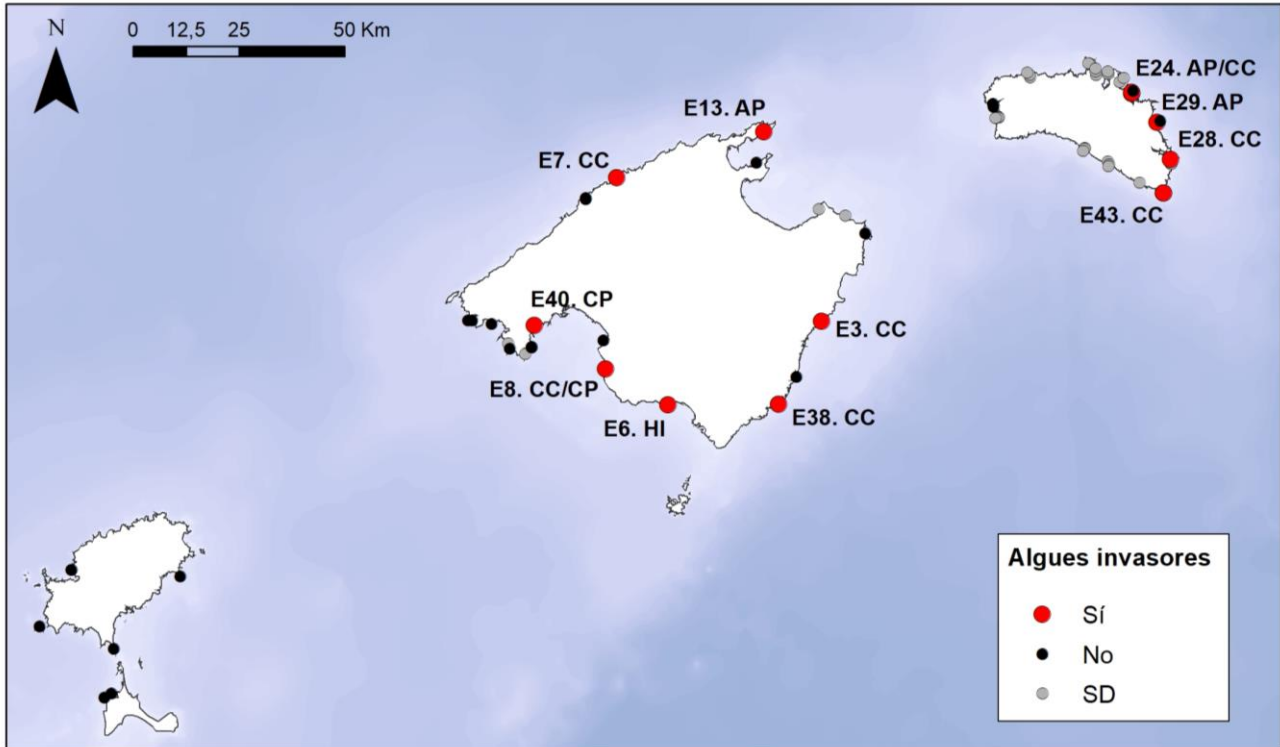 N
0 12,5 25 50 Km
E24. AP/CC
E13. AP
E29. AP
E28. CC
E7. CC
E43. CC
E40. CP
E3. CC
E8. CC/CP
E38. CC
E6. HI
Algues invasores
Sí
No
SD